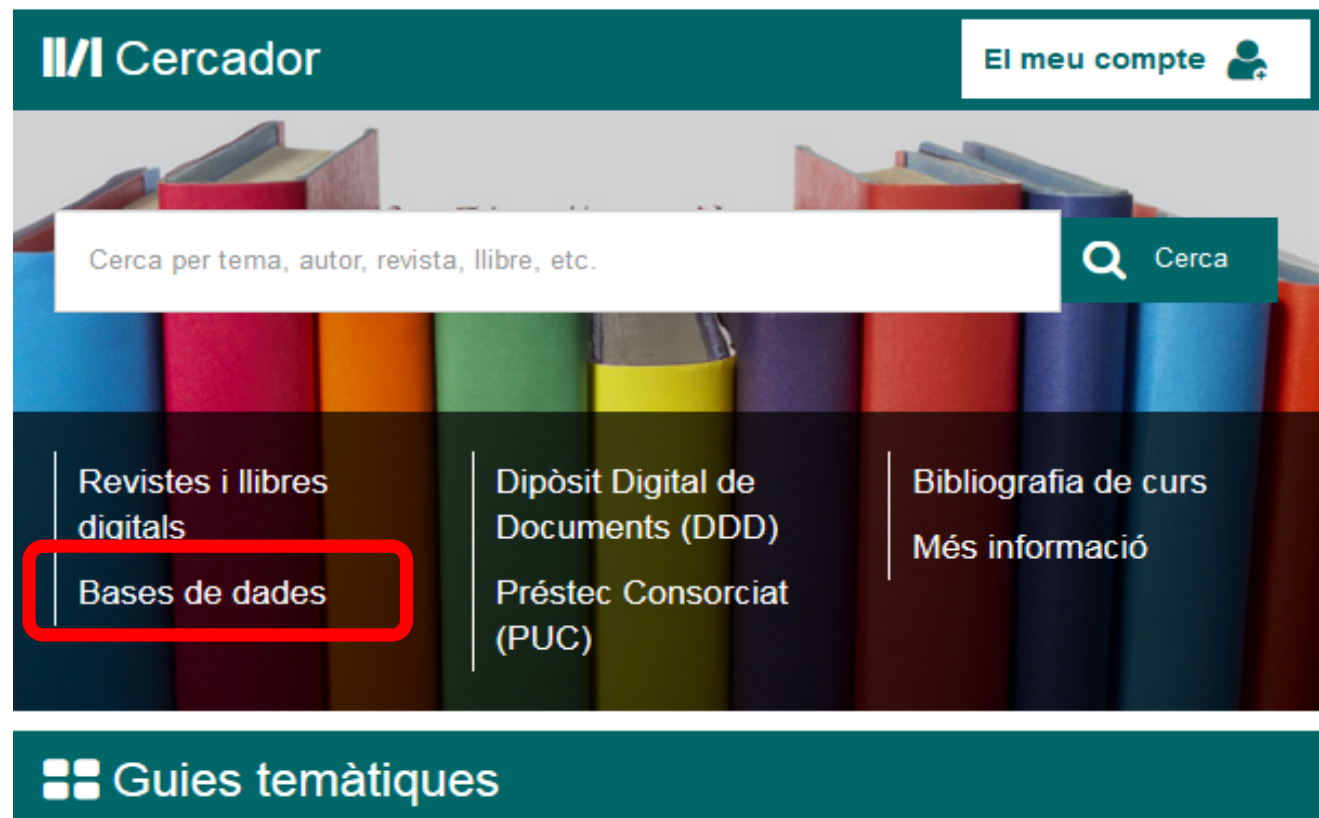 Cercador
El meu compte
Cerca per tema, autor, revista, llibre, etc.
Cerca
Revistes i llibres
digitals
Bases de dades
Dipòsit Digital de
Documents (DDD)
Préstec Consorciat
(PUC)
Bibliografia de curs
Més informació
Guies temàtiques